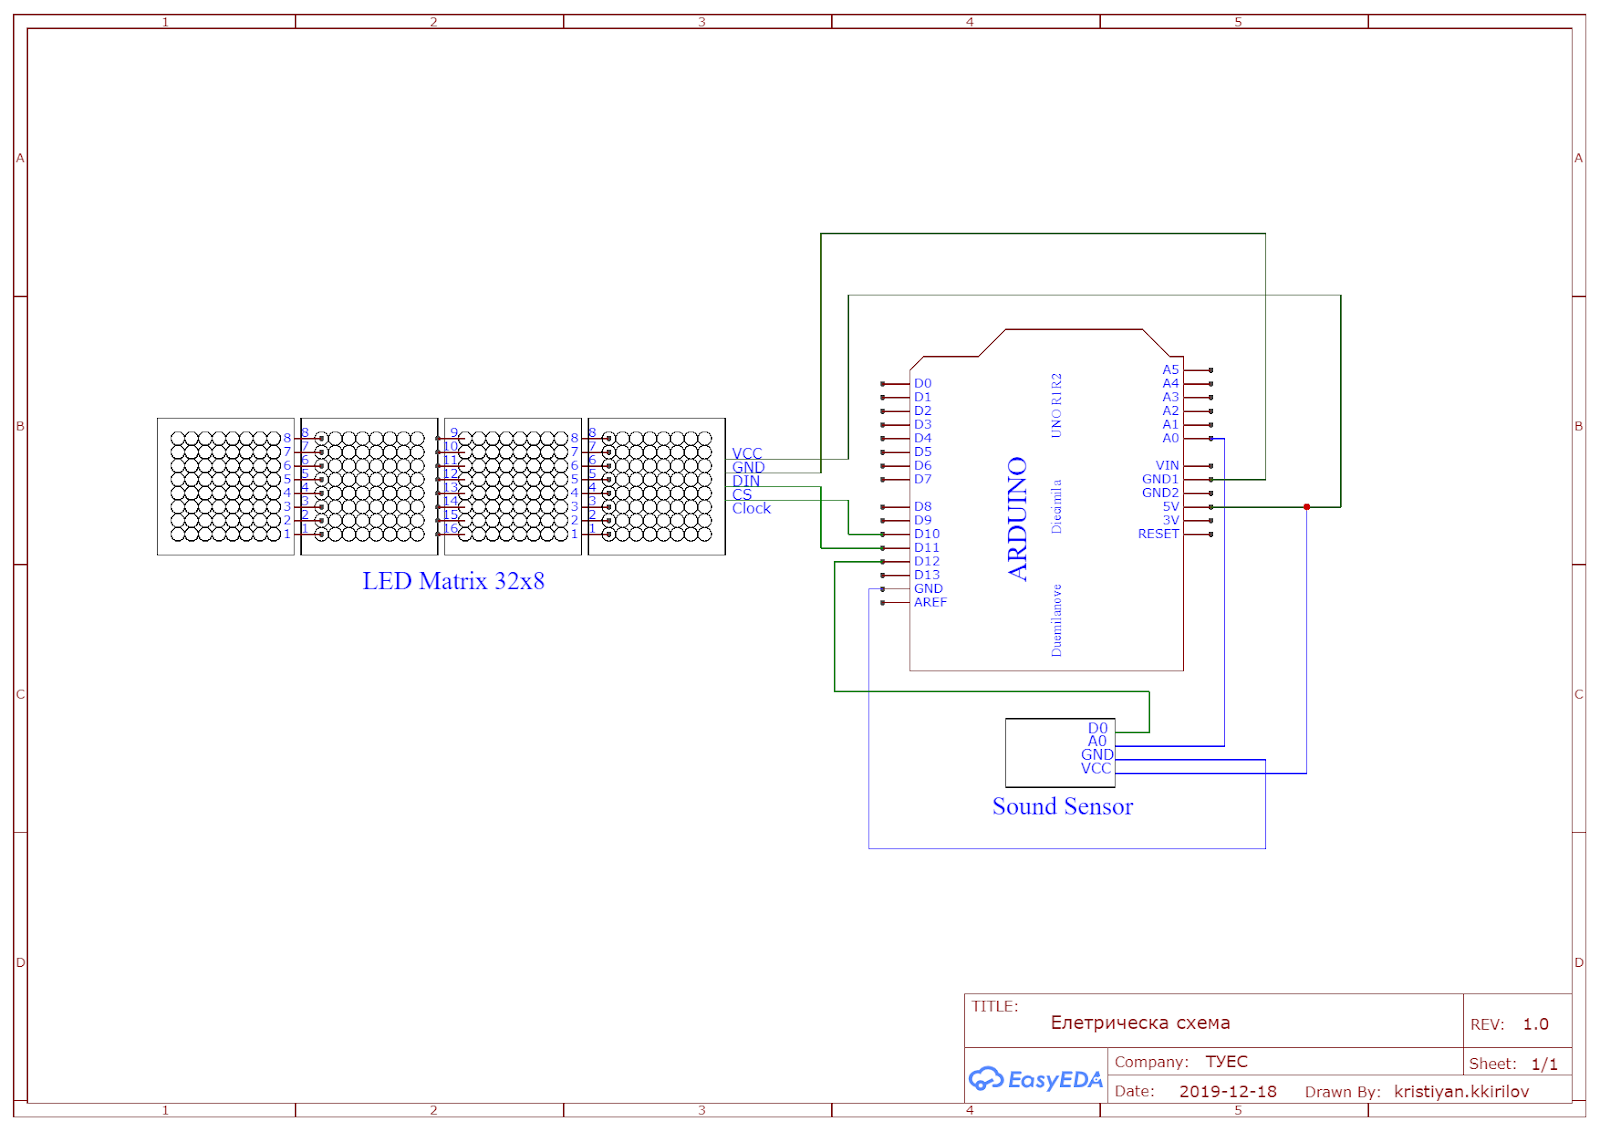 1 2 3 4 5
A A
B B
C C
D D
8 8 9 8 8
7 7 10 7 7
6 6 11 6 6
5 5 12 5 5
4 4 13 4 4
3 3 14 3 3
2 2 15 2 2
1 1 16 1 1
VCC
GND
DIN
CS
Clock
LED Matrix 32x8
D0
D1
D2
D3
D4
D5
D6
D7
D8
D9
D10
D11
D12
D13
GND
AREF
ARDUINO
UNO R1R2
Diecimila
Duemilanove
A5
A4
A3
A2
A1
A0
VIN
GND1
GND2
5V
3V
RESET
D0
A0
GND
VCC
Sound Sensor
TITLE:
Елетрическа схема
REV: 1.0
EasyEDA
Company: ТУЕС
Sheet: 1/1
Date: 2019-12-18 Drawn By: kristiyan.kkirilov
1 2 3 4 5